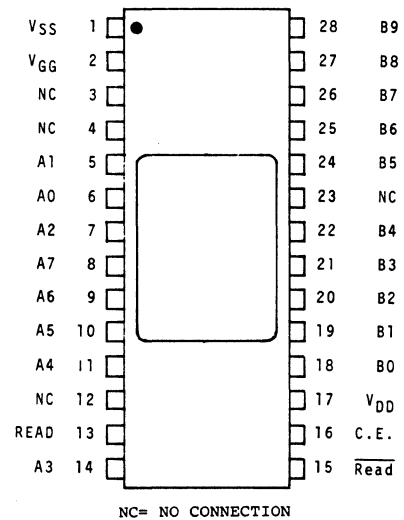 VSS 1 28 B9
VGG 2 27 B8
NC 3 26 B7
NC 4 25 B6
A1 5 24 B5
A0 6 23 NC
A2 7 22 B4
A7 8 21 B3
A6 9 20 B2
A5 10 19 B1
A4 11 18 B0
NC 12 17 VDD
READ 13 16 C.E.
A3 14 15 Read
NC= NO CONNECTION